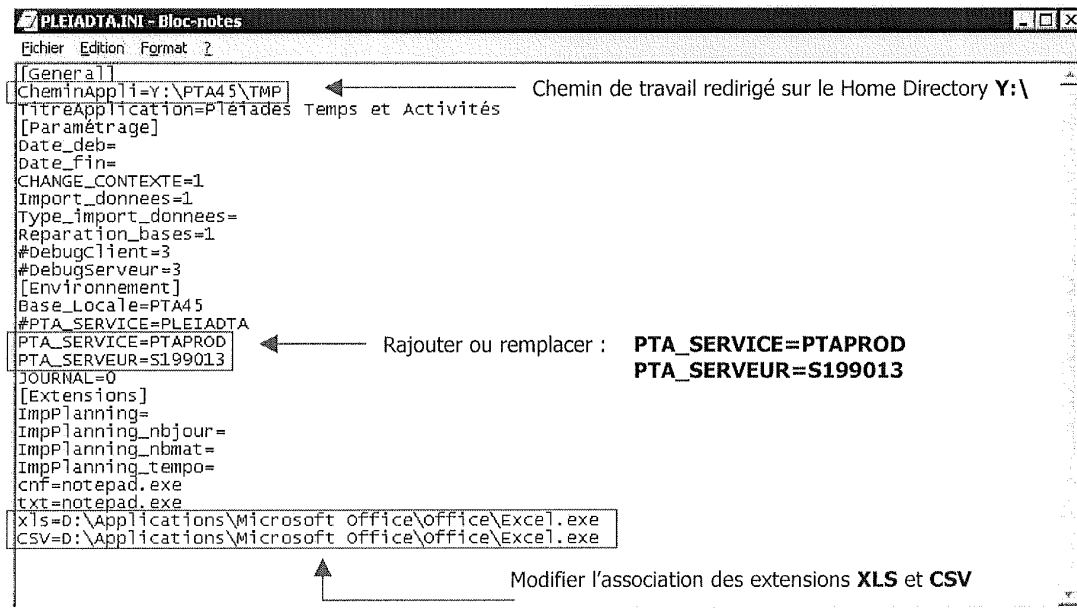 PLEIADTA.INI - Bloc-notes
Fichier Edition Format ?
[General]
CheminAppli=Y:\PTA45\TMP
Chemin de travail redirigé sur le Home Directory Y:\
TitreApplication=Pléiades Temps et Activités
[Paramétrage]
Date_deb=
Date_fin=
CHANGE_CONTEXTE=1
Import_donnees=1
Type_import_donnees=
Reparation_bases=1
#DebugClient=3
#DebugServeur=3
[Environnement]
Base_Locale=PTA45
#PTA_SERVICE=PLEIADTA
PTA_SERVICE=PTAPROD
Rajouter ou remplacer : PTA_SERVICE=PTAPROD
PTA_SERVEUR=S199013
PTA_SERVEUR=S199013
JOURNAL=0
[Extensions]
ImpPlanning=
ImpPlanning_nbjour=
ImpPlanning_nbmat=
ImpPlanning_tempo=
cnf=notepad.exe
txt=notepad.exe
xls=D:\Applications\Microsoft Office\Office\Excel.exe
CSV=D:\Applications\Microsoft Office\Office\Excel.exe
Modifier l'association des extensions XLS et CSV